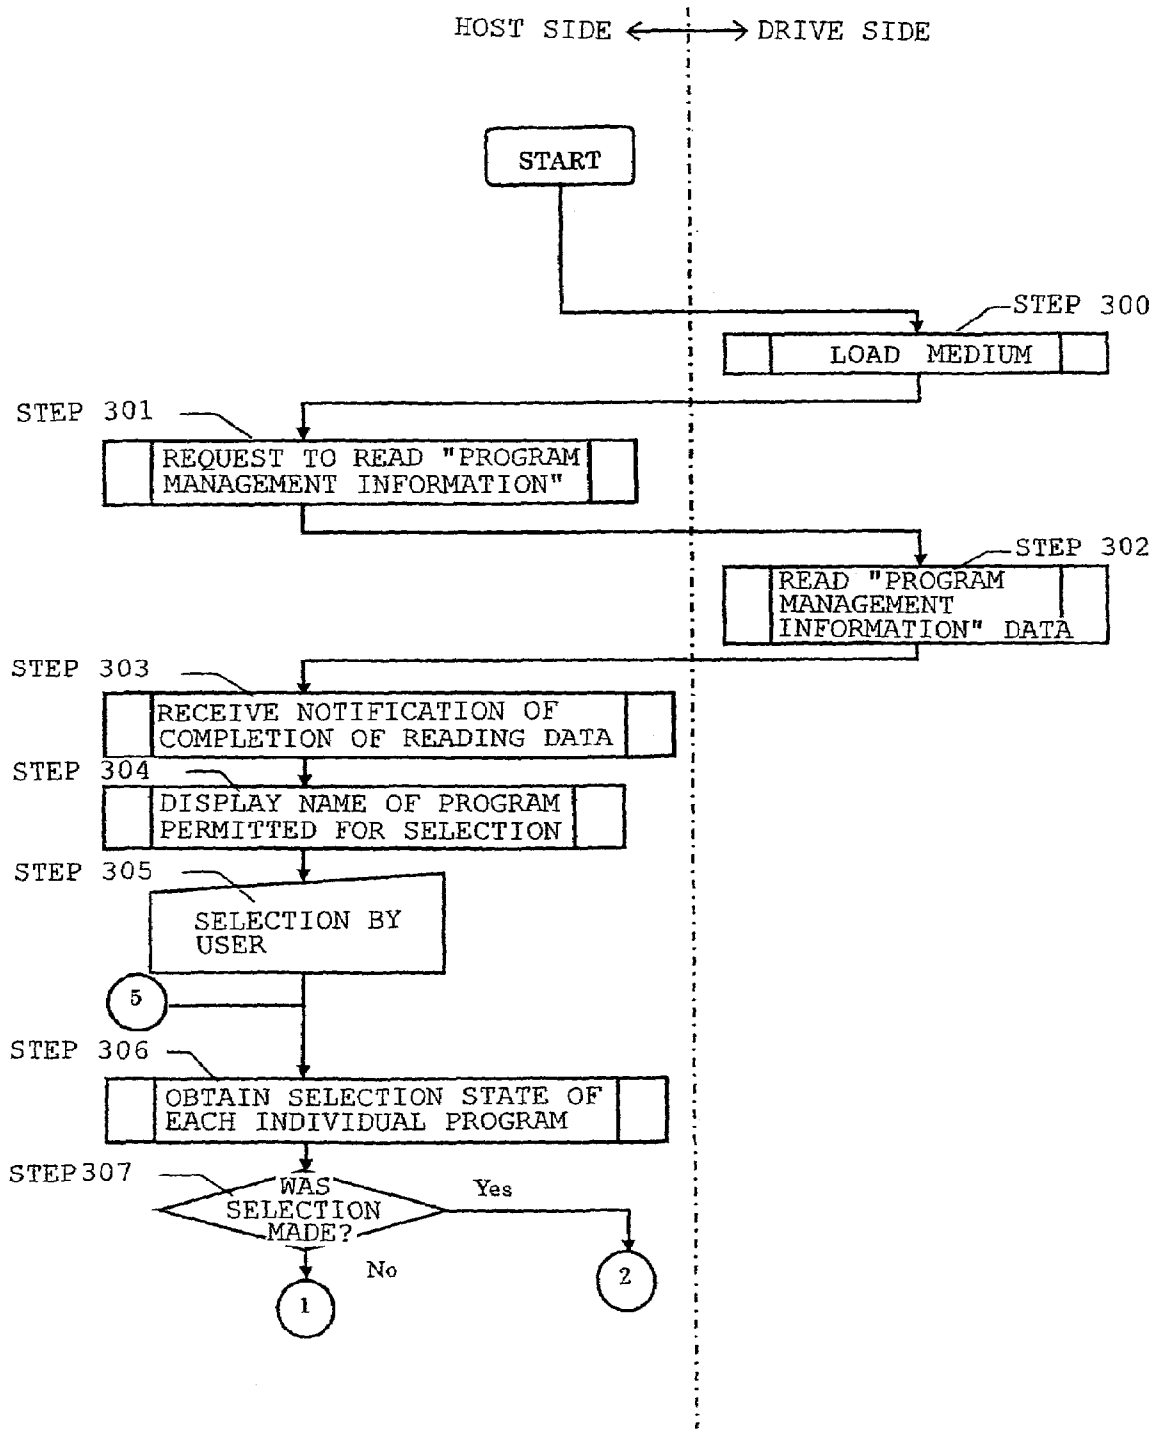 HOST SIDE DRIVE SIDE
START
STEP 300
LOAD MEDIUM
STEP 301
REQUEST TO READ "PROGRAM
MANAGEMENT INFORMATION"
STEP 302
READ "PROGRAM
MANAGEMENT
INFORMATION" DATA
STEP 303
RECEIVE NOTIFICATION OF
COMPLETION OF READING DATA
STEP 304
DISPLAY NAME OF PROGRAM
PERMITTED FOR SELECTION
STEP 305
SELECTION BY
USER
5
STEP 306
OBTAIN SELECTION STATE OF
EACH INDIVIDUAL PROGRAM
STEP307
WAS
SELECTION
MADE?
Yes
No
2
1